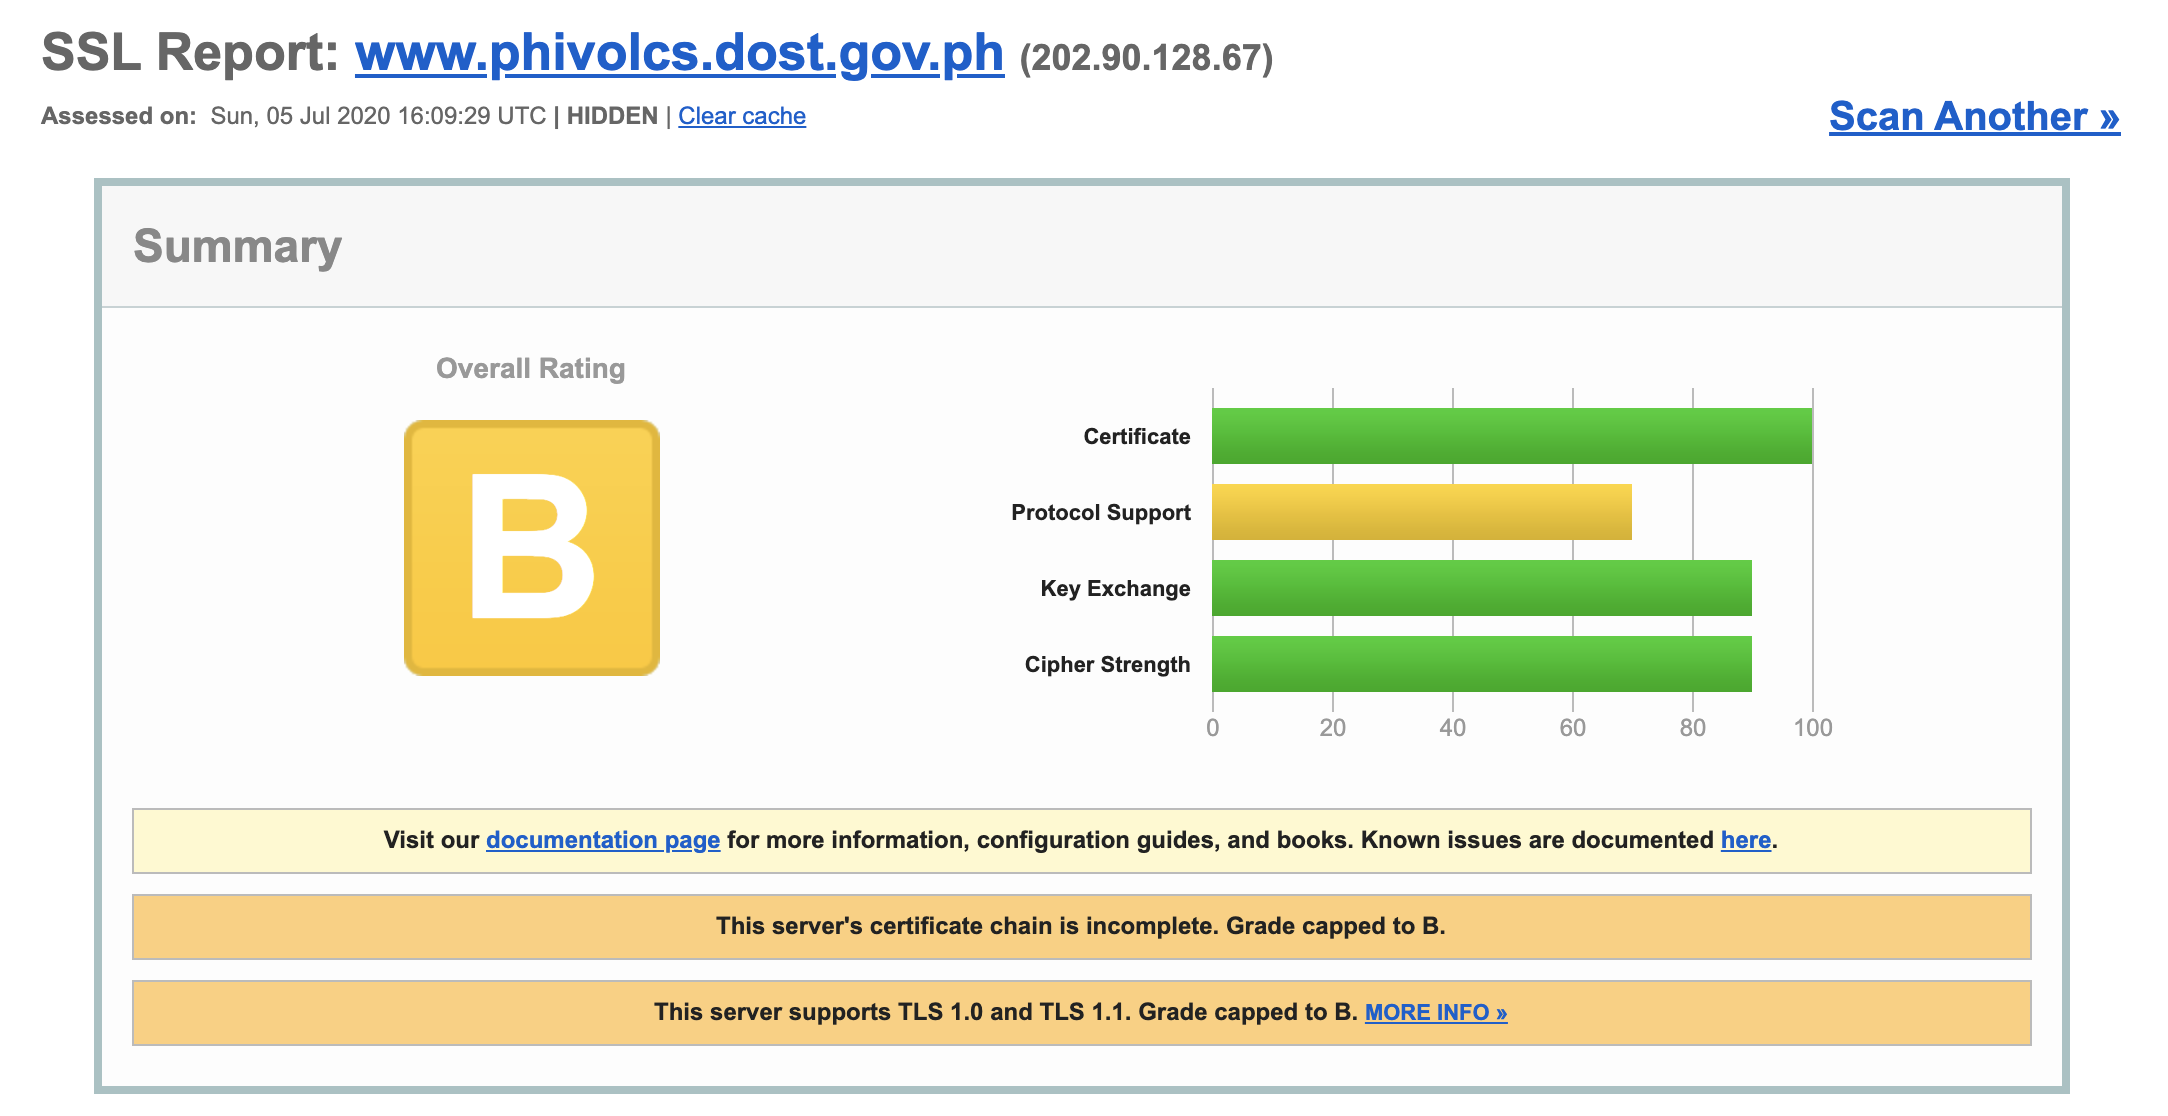 SSL Report: www.phivolcs.dost.gov.ph (202.90.128.67)
Assessed on: Sun, 05 Jul 2020 16:09:29 UTC | HIDDEN | Clear cache
Scan Another »
Summary
Overall Rating
B
Certificate
Protocol Support
Key Exchange
Cipher Strength
0 20 40 60 80 100
Visit our documentation page for more information, configuration guides, and books. Known issues are documented here.
This server's certificate chain is incomplete. Grade capped to B.
This server supports TLS 1.0 and TLS 1.1. Grade capped to B. MORE INFO »